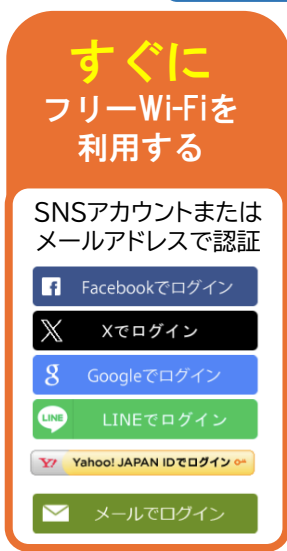 すぐに
フリーWi-Fiを
利用する
SNSアカウントまたは
メールアドレスで認証
f Facebookでログイン
X Xでログイン
g Googleでログイン
LINE LINEでログイン
Y! Yahoo! JAPAN IDでログイン
メールでログイン